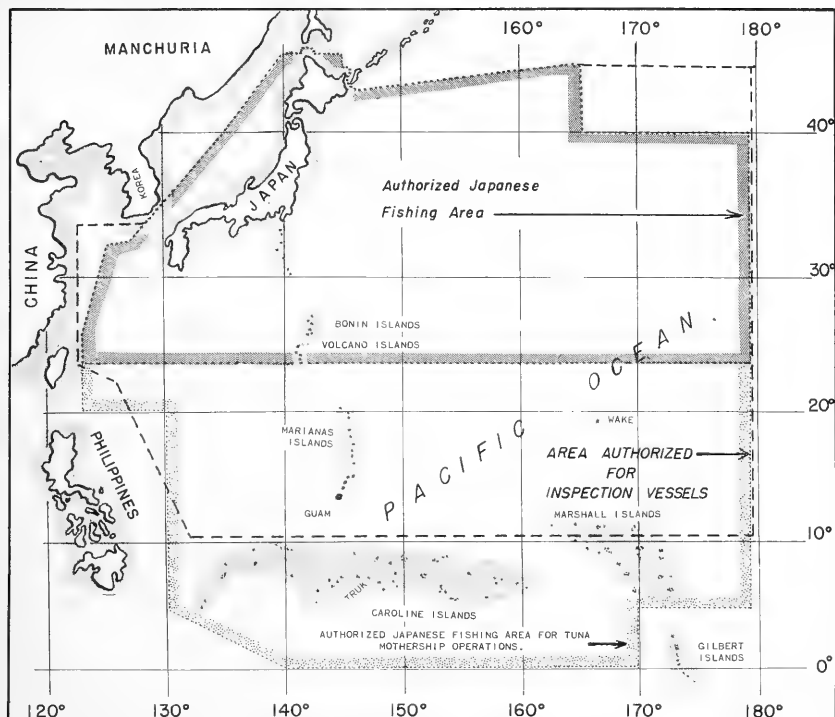 160° 170° 180°
MANCHURIA
40°
KOREA
JAPAN
Authorized Japanese
Fishing Area
CHINA
30°
BONIN ISLANDS
VOLCANO ISLANDS
PACIFIC OCEAN
20°
MARIANAS
ISLANDS
WAKE
PHILIPPINES
AREA AUTHORIZED
FOR
INSPECTION VESSELS
GUAM
MARSHALL ISLANDS
10°
TRUK
CAROLINE ISLANDS
AUTHORIZED JAPANESE FISHING AREA FOR TUNA
MOTHERSHIP OPERATIONS.
GILBERT
ISLANDS
0°
120° 130° 140° 150° 160° 170° 180°